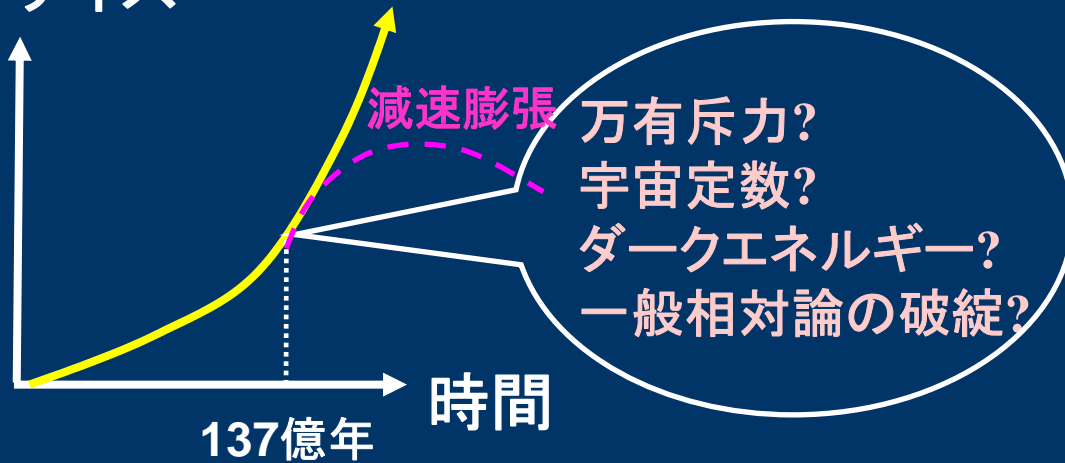 減速膨張
万有斥力?
宇宙定数?
ダークエネルギー?
一般相対論の破綻?
時間
137億年